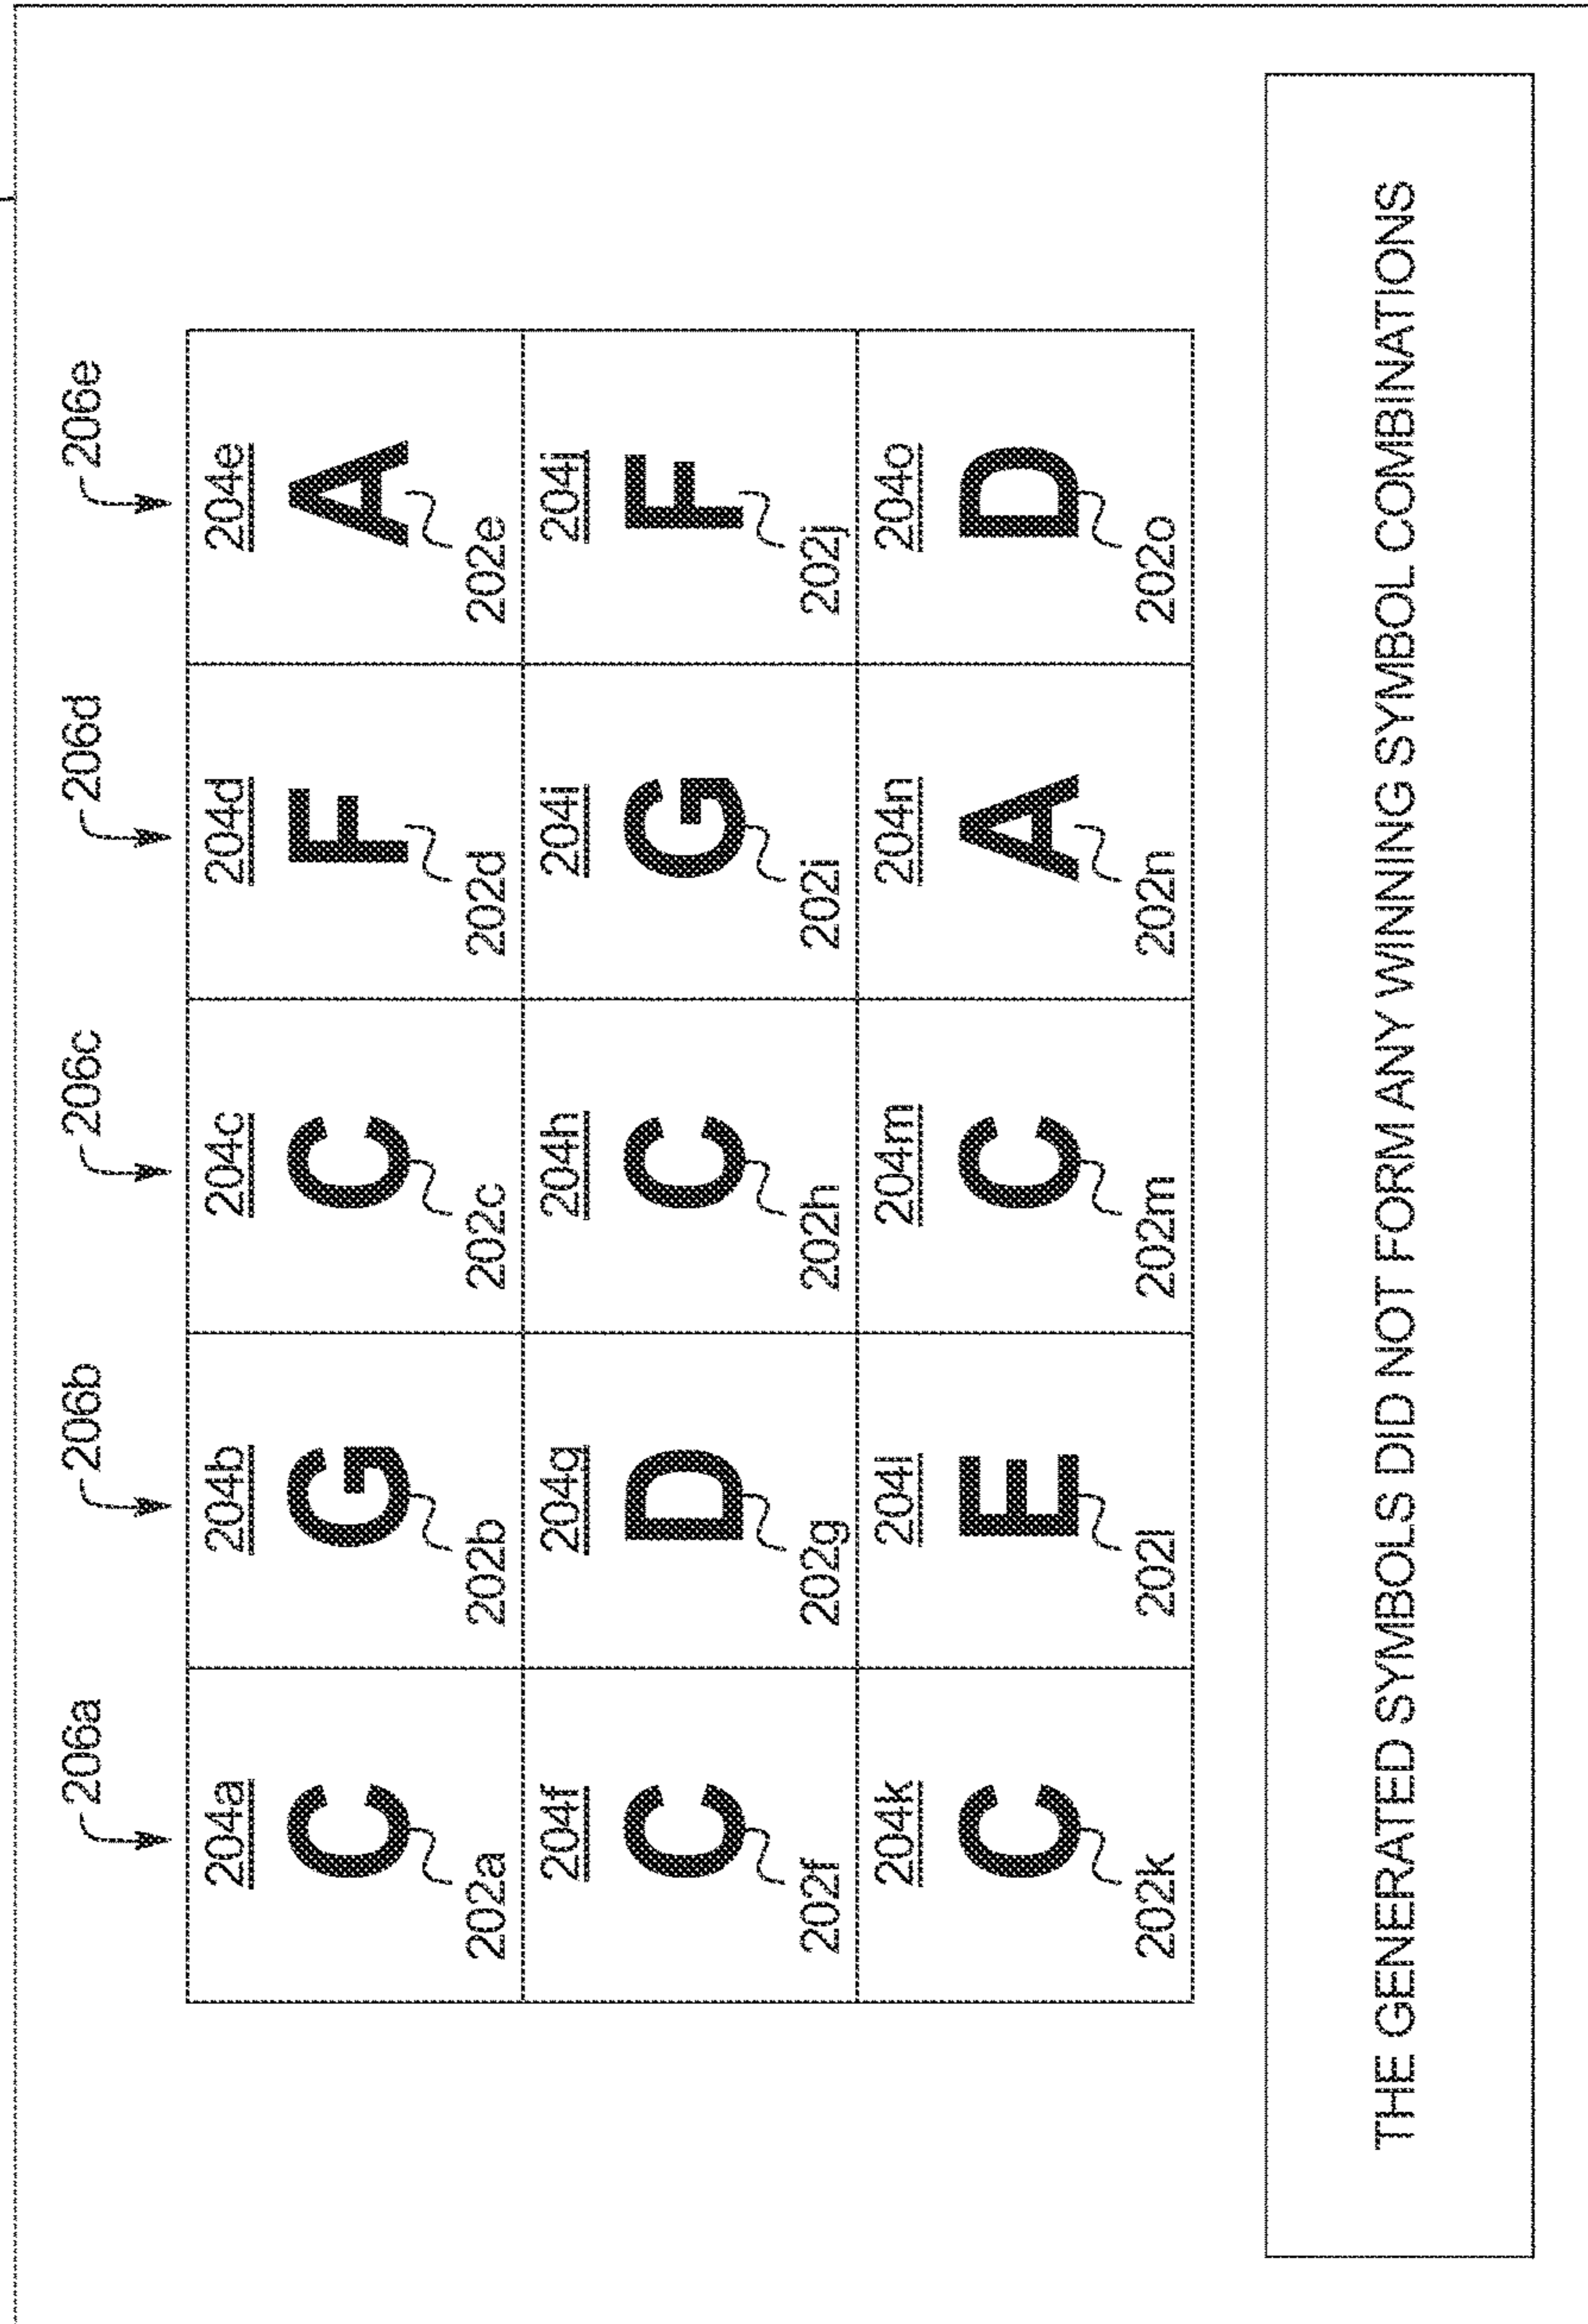 206a 206b 206c 206d 206e
204a 204b 204c 204d 204e
C G C F A
202a 202b 202c 202d 202e
204f 204g 204h 204i 204j
C D C G F
202f 202g 202h 202i 202j
204k 204l 204m 204n 204o
C E C A D
202k 202l 202m 202n 202o
THE GENERATED SYMBOLS DID NOT FORM ANY WINNING SYMBOL COMBINATIONS